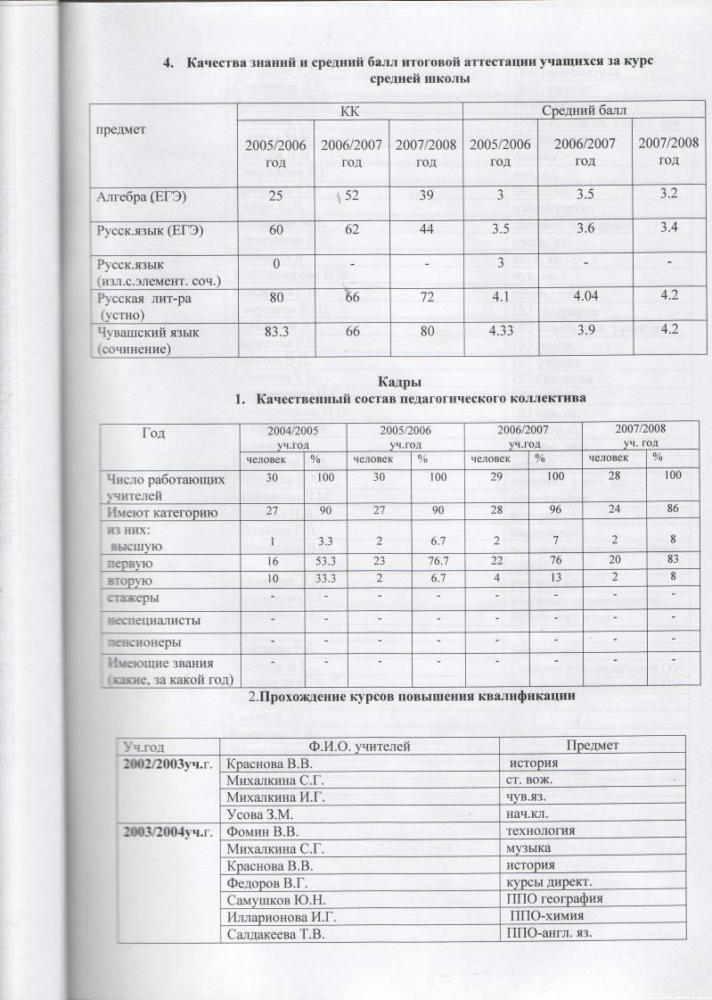 4. Качества знаний и средний балл итоговой аттестации учащихся за курс
средней школы
предмет КК Средний балл
2005/2006 год 2006/2007 год 2007/2008 год 2005/2006 год 2006/2007 год 2007/2008 год
Алгебра (ЕГЭ) 25 52 39 3 3.5 3.2
Русск.язык (ЕГЭ) 60 62 44 3.5 3.6 3.4
Русск.язык 0 - - 3 - -
(изл.с.элемент. соч.)
Русская лит-ра 80 66 72 4.1 4.04 4.2
(устно)
Чувашский язык 83.3 66 80 4.33 3.9 4.2
(сочинение)
Кадры
1. Качественный состав педагогического коллектива
Год 2004/2005 2005/2006 2006/2007 2007/2008
уч.год уч.год уч.год уч. год
человек % человек % человек % человек %
Число работающих 30 100 30 100 29 100 28 100
учителей
Имеют категорию 27 90 27 90 28 96 24 86
из них:
высшую 1 3.3 2 6.7 2 7 2 8
первую 16 53.3 23 76.7 22 76 20 83
вторую 10 33.3 2 6.7 4 13 2 8
стажеры - - - - - - - -
неспециалисты - - - - - - - -
пенсионеры - - - - - - - -
Имеющие звания - - - - - - - -
(какие, за какой год)
2.Прохождение курсов повышения квалификации
Уч.год Ф.И.О. учителей Предмет
2002/2003уч.г. Краснова В.В. история
Михалкина С.Г. ст. вож.
Михалкина И.Г. чув.яз.
Усова З.М. нач.кл.
2003/2004уч.г. Фомин В.В. технология
Михалкина С.Г. музыка
Краснова В.В. история
Федоров В.Г. курсы директ.
Самушков Ю.Н. ППО география
Илларионова И.Г. ППО-химия
Салдакеева Т.В. ППО-англ. яз.